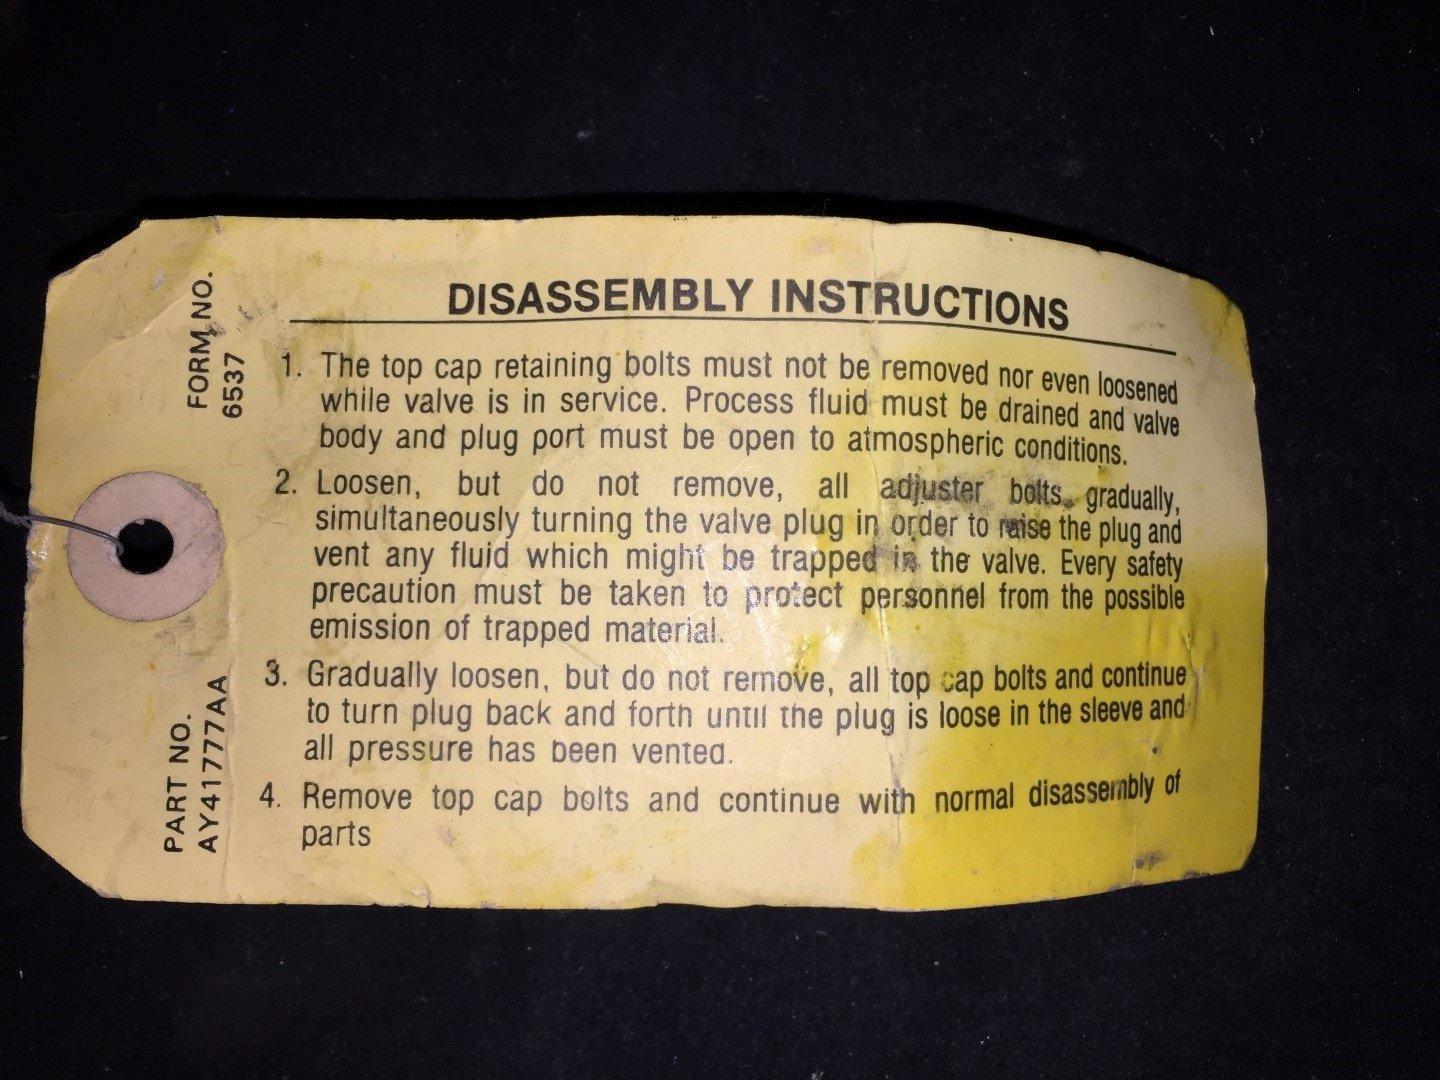 DISASSEMBLY INSTRUCTIONS
1. The top cap retaining bolts must not be removed nor even loosened
while valve is in service. Process fluid must be drained and valve
body and plug port must be open to atmospheric conditions.
2. Loosen, but do not remove, all adjuster bolts, gradually,
simultaneously turning the valve plug in order to raise the plug and
vent any fluid which might be trapped in the valve. Every safety
precaution must be taken to protect personnel from the possible
emission of trapped material.
3. Gradually loosen, but do not remove, all top cap bolts and continue
to turn plug back and forth until the plug is loose in the sleeve and
all pressure has been vented.
4. Remove top cap bolts and continue with normal disassembly of
parts
FORM NO.
6537
PART NO.
AY41777AA